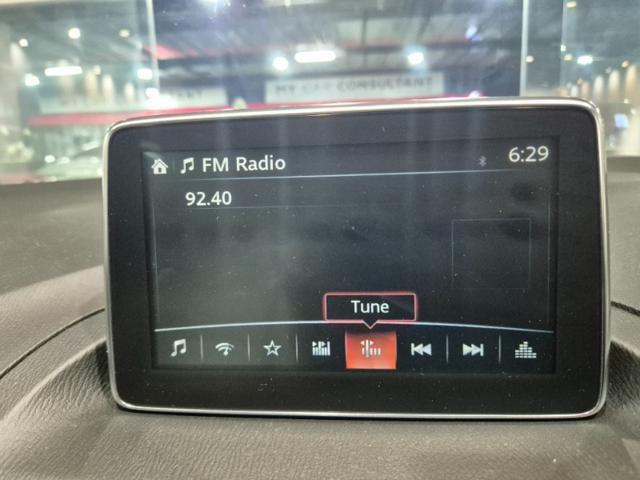 MY CAR CONSULTANT
FM Radio
6:29
92.40
Tune